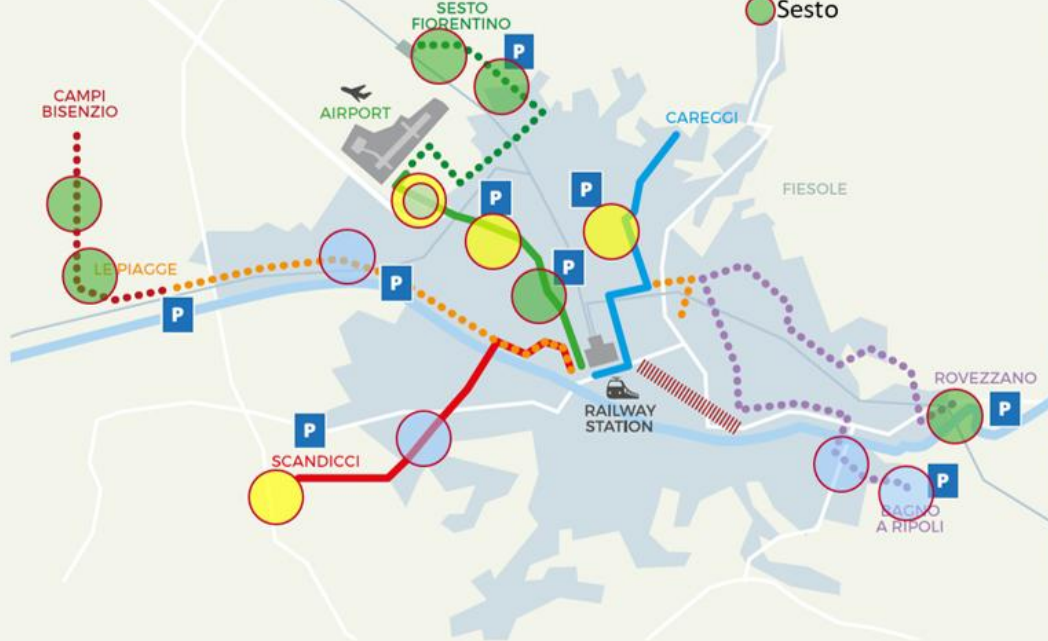 Sesto
SESTO
FIORENTINO
P
CAMPI
BISENZIO
AIRPORT
CAREGGI
P
P
FIESOLE
LE PIAGGE
P
P
P
RAILWAY
STATION
ROVEZZANO
P
P
SCANDICCI
P
BAGNO
A RIPOLI